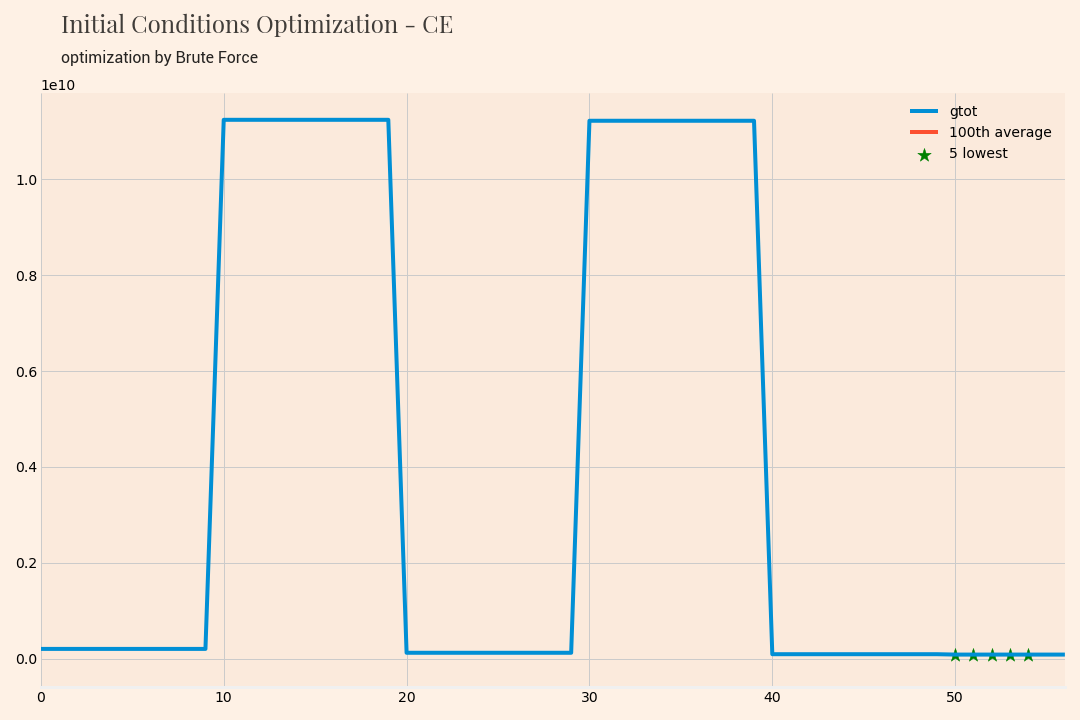 Initial Conditions Optimization - CE
optimization by Brute Force
1e10
gtot
100th average
5 lowest
1.0
0.8
0.6
0.4
0.2
0.0
0 10 20 30 40 50